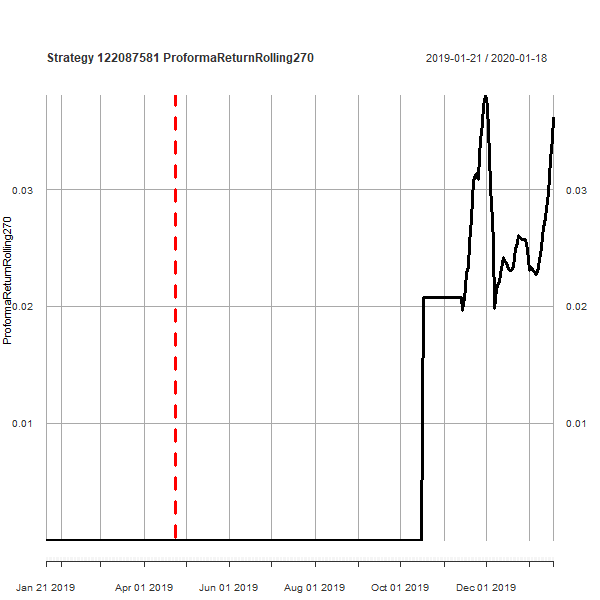 Strategy 122087581 ProformaReturnRolling270
2019-01-21 / 2020-01-18
ProformaReturnRolling270
0.03
0.03
0.02
0.02
0.01
0.01
Jan 21 2019
Apr 01 2019
Jun 01 2019
Aug 01 2019
Oct 01 2019
Dec 01 2019